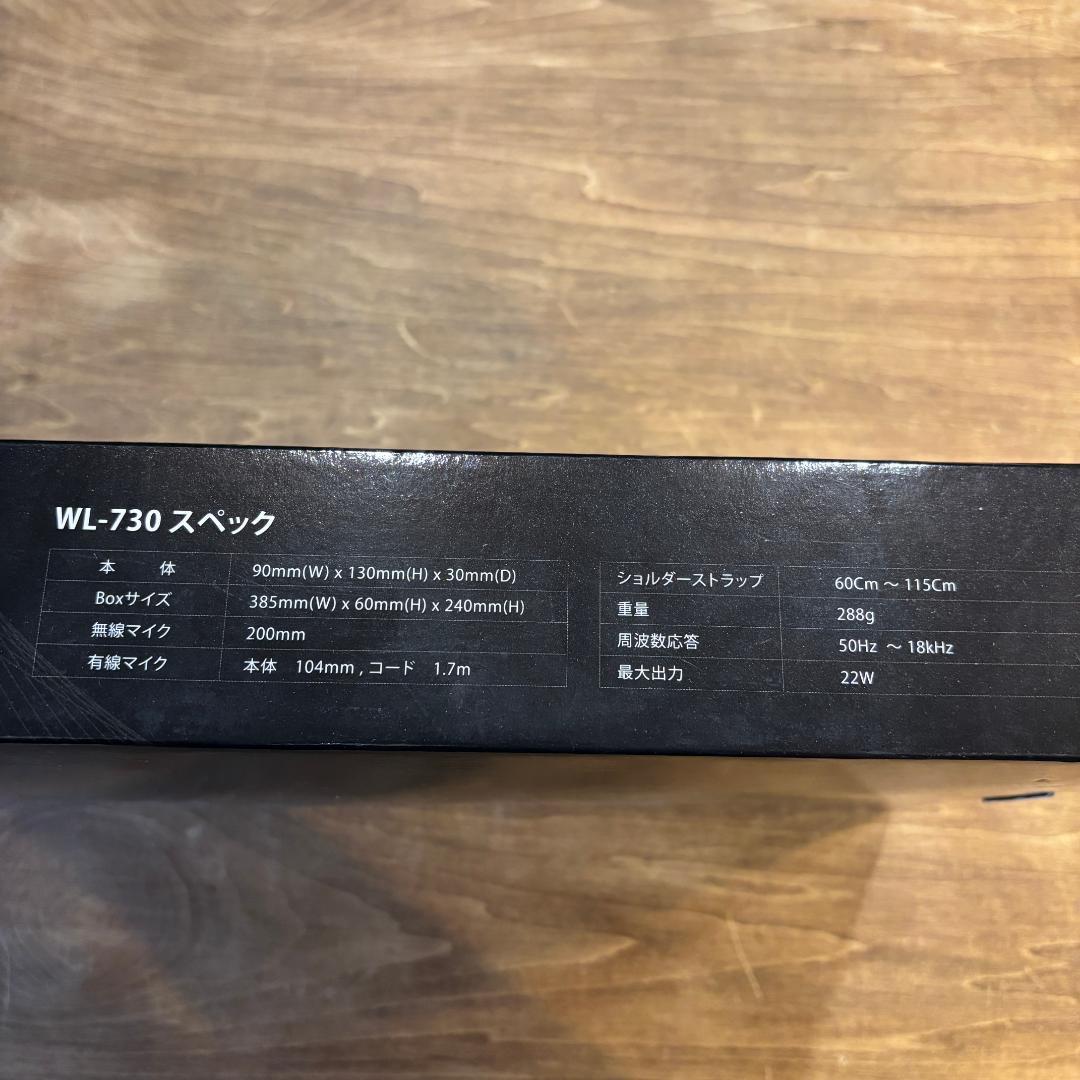 WL-730 スペック
本 体 90mm(W) x 130mm(H) x 30mm(D)
Boxサイズ 385mm(W) x 60mm(H) x 240mm(H)
無線マイク 200mm
有線マイク 本体 104mm , コード 1.7m
ショルダーストラップ 60Cm ～ 115Cm
重量 288g
周波数応答 50Hz ～ 18kHz
最大出力 22W